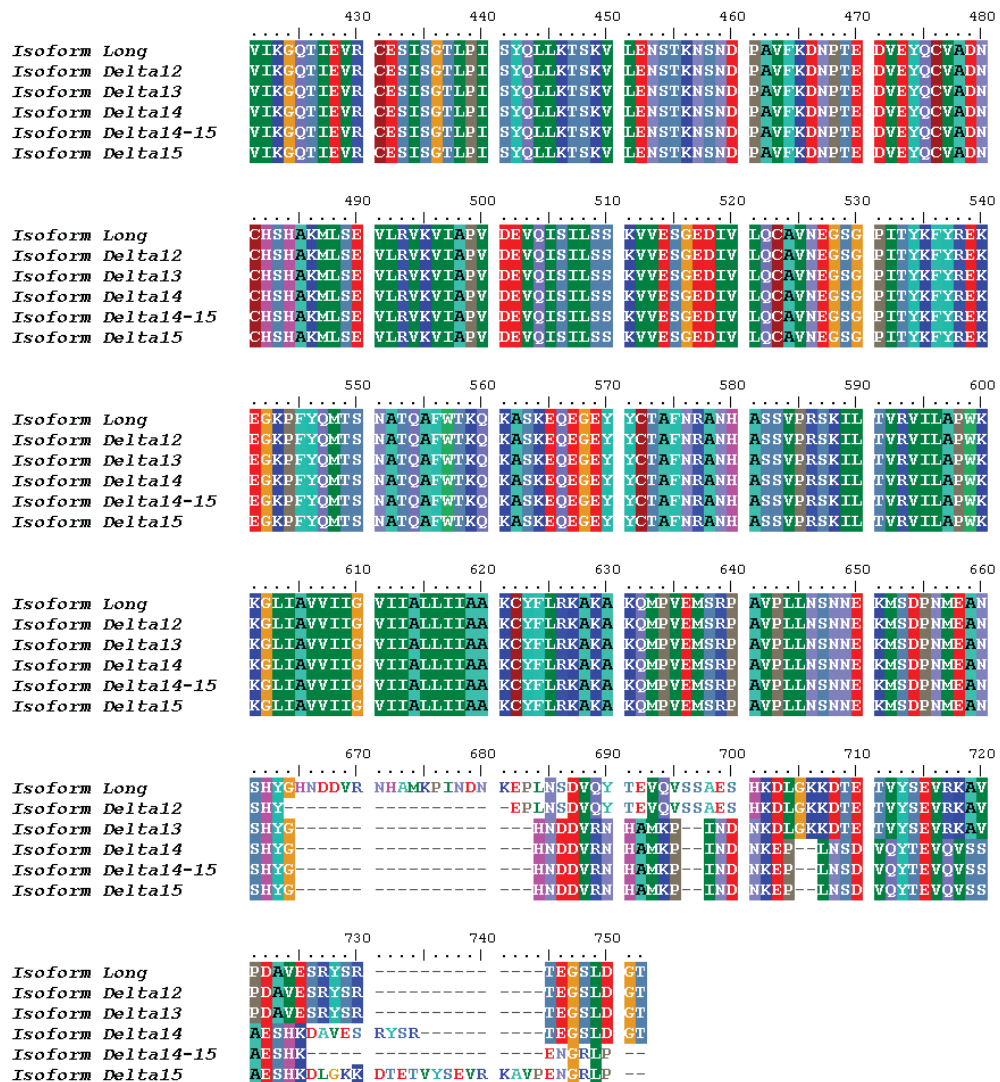 430 440 450 460 470 480
Isoform Long VIKGQTIEVR CESISGTLPI SYQLLKTSKV LENSTKNSND PAVFKDNPTE DVEYQCVADN
Isoform Delta12 VIKGQTIEVR CESISGTLPI SYQLLKTSKV LENSTKNSND PAVFKDNPTE DVEYQCVADN
Isoform Delta13 VIKGQTIEVR CESISGTLPI SYQLLKTSKV LENSTKNSND PAVFKDNPTE DVEYQCVADN
Isoform Delta14 VIKGQTIEVR CESISGTLPI SYQLLKTSKV LENSTKNSND PAVFKDNPTE DVEYQCVADN
Isoform Delta14-15 VIKGQTIEVR CESISGTLPI SYQLLKTSKV LENSTKNSND PAVFKDNPTE DVEYQCVADN
Isoform Delta15 VIKGQTIEVR CESISGTLPI SYQLLKTSKV LENSTKNSND PAVFKDNPTE DVEYQCVADN
490 500 510 520 530 540
Isoform Long CHSHAKMLSE VLRVKVIAPV DEVQISILSS KVVESGEDIV LQCAVNEGSG PITYKFYREK
Isoform Delta12 CHSHAKMLSE VLRVKVIAPV DEVQISILSS KVVESGEDIV LQCAVNEGSG PITYKFYREK
Isoform Delta13 CHSHAKMLSE VLRVKVIAPV DEVQISILSS KVVESGEDIV LQCAVNEGSG PITYKFYREK
Isoform Delta14 CHSHAKMLSE VLRVKVIAPV DEVQISILSS KVVESGEDIV LQCAVNEGSG PITYKFYREK
Isoform Delta14-15 CHSHAKMLSE VLRVKVIAPV DEVQISILSS KVVESGEDIV LQCAVNEGSG PITYKFYREK
Isoform Delta15 CHSHAKMLSE VLRVKVIAPV DEVQISILSS KVVESGEDIV LQCAVNEGSG PITYKFYREK
550 560 570 580 590 600
Isoform Long EGKPFYQMTS NATQAFWTKQ KASKEQEGEY YCTAFNRANH ASSVPRSKIL TVRVILAPWK
Isoform Delta12 EGKPFYQMTS NATQAFWTKQ KASKEQEGEY YCTAFNRANH ASSVPRSKIL TVRVILAPWK
Isoform Delta13 EGKPFYQMTS NATQAFWTKQ KASKEQEGEY YCTAFNRANH ASSVPRSKIL TVRVILAPWK
Isoform Delta14 EGKPFYQMTS NATQAFWTKQ KASKEQEGEY YCTAFNRANH ASSVPRSKIL TVRVILAPWK
Isoform Delta14-15 EGKPFYQMTS NATQAFWTKQ KASKEQEGEY YCTAFNRANH ASSVPRSKIL TVRVILAPWK
Isoform Delta15 EGKPFYQMTS NATQAFWTKQ KASKEQEGEY YCTAFNRANH ASSVPRSKIL TVRVILAPWK
610 620 630 640 650 660
Isoform Long KGLIAVVIIG VIIALLIIAA KCYFLRKAKA KQMPVEMSRP AVPLLNSNNE KMSDPNMEAN
Isoform Delta12 KGLIAVVIIG VIIALLIIAA KCYFLRKAKA KQMPVEMSRP AVPLLNSNNE KMSDPNMEAN
Isoform Delta13 KGLIAVVIIG VIIALLIIAA KCYFLRKAKA KQMPVEMSRP AVPLLNSNNE KMSDPNMEAN
Isoform Delta14 KGLIAVVIIG VIIALLIIAA KCYFLRKAKA KQMPVEMSRP AVPLLNSNNE KMSDPNMEAN
Isoform Delta14-15 KGLIAVVIIG VIIALLIIAA KCYFLRKAKA KQMPVEMSRP AVPLLNSNNE KMSDPNMEAN
Isoform Delta15 KGLIAVVIIG VIIALLIIAA KCYFLRKAKA KQMPVEMSRP AVPLLNSNNE KMSDPNMEAN
670 680 690 700 710 720
Isoform Long SHYGHNDDVR NHAMKPINDN KEPLNSDVQY TEVQVSSAES HKDLGKKDTE TVYSEVRKAV
Isoform Delta12 SHY------- ---------- -EPLNSDVQY TEVQVSSAES HKDLGKKDTE TVYSEVRKAV
Isoform Delta13 SHYG------ ---------- ---HNDDVRN HAMKP--IND NKDLGKKDTE TVYSEVRKAV
Isoform Delta14 SHYG------ ---------- ---HNDDVRN HAMKP--IND NKEP--LNSD VQYTEVQVSS
Isoform Delta14-15 SHYG------ ---------- ---HNDDVRN HAMKP--IND NKEP--LNSD VQYTEVQVSS
Isoform Delta15 SHYG------ ---------- ---HNDDVRN HAMKP--IND NKEP--LNSD VQYTEVQVSS
730 740 750
Isoform Long PDAVESRYSR ---------- ----TEGSLD GT
Isoform Delta12 PDAVESRYSR ---------- ----TEGSLD GT
Isoform Delta13 PDAVESRYSR ---------- ----TEGSLD GT
Isoform Delta14 AESHKDAVES RYSR------ ----TEGSLD GT
Isoform Delta14-15 AESHK----- ---------- ----ENGRLP --
Isoform Delta15 AESHKDLGKK DTETVYSEVR KAVPENGRLP --